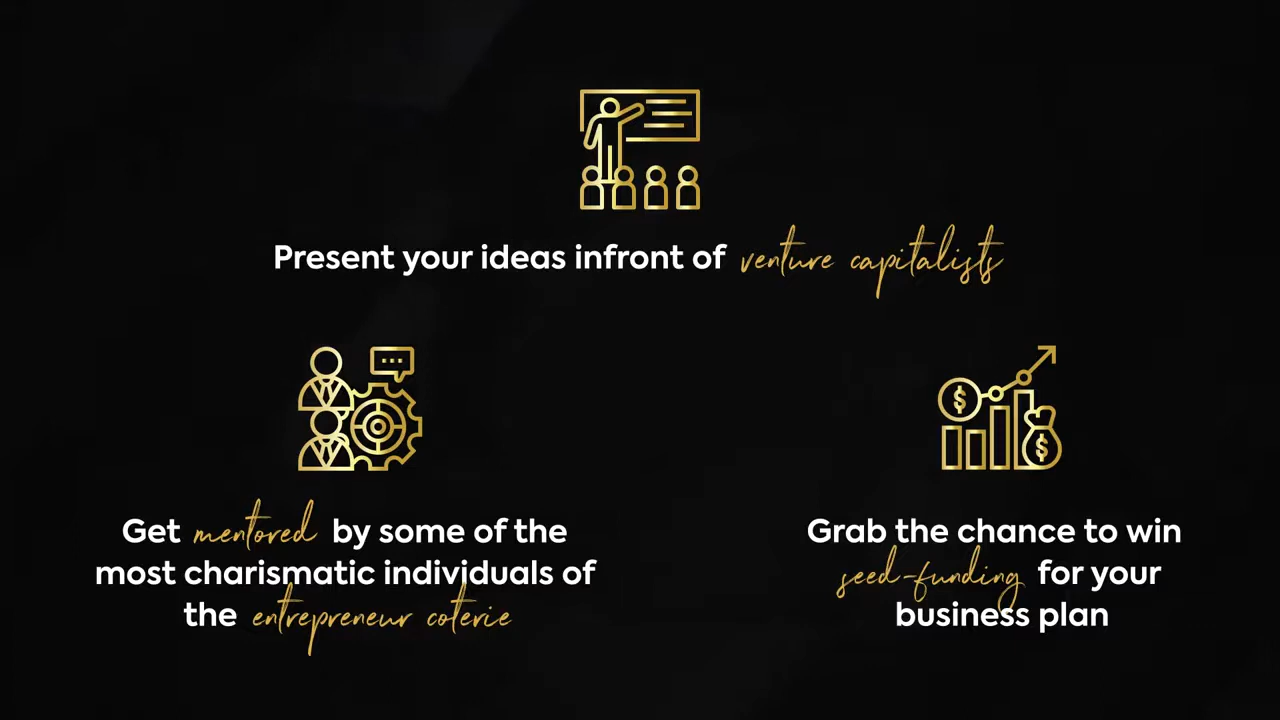 Present your ideas infront of venture capitalists
Get mentored by some of the
most charismatic individuals of
the entrepreneur coterie
Grab the chance to win
seed-funding for your
business plan